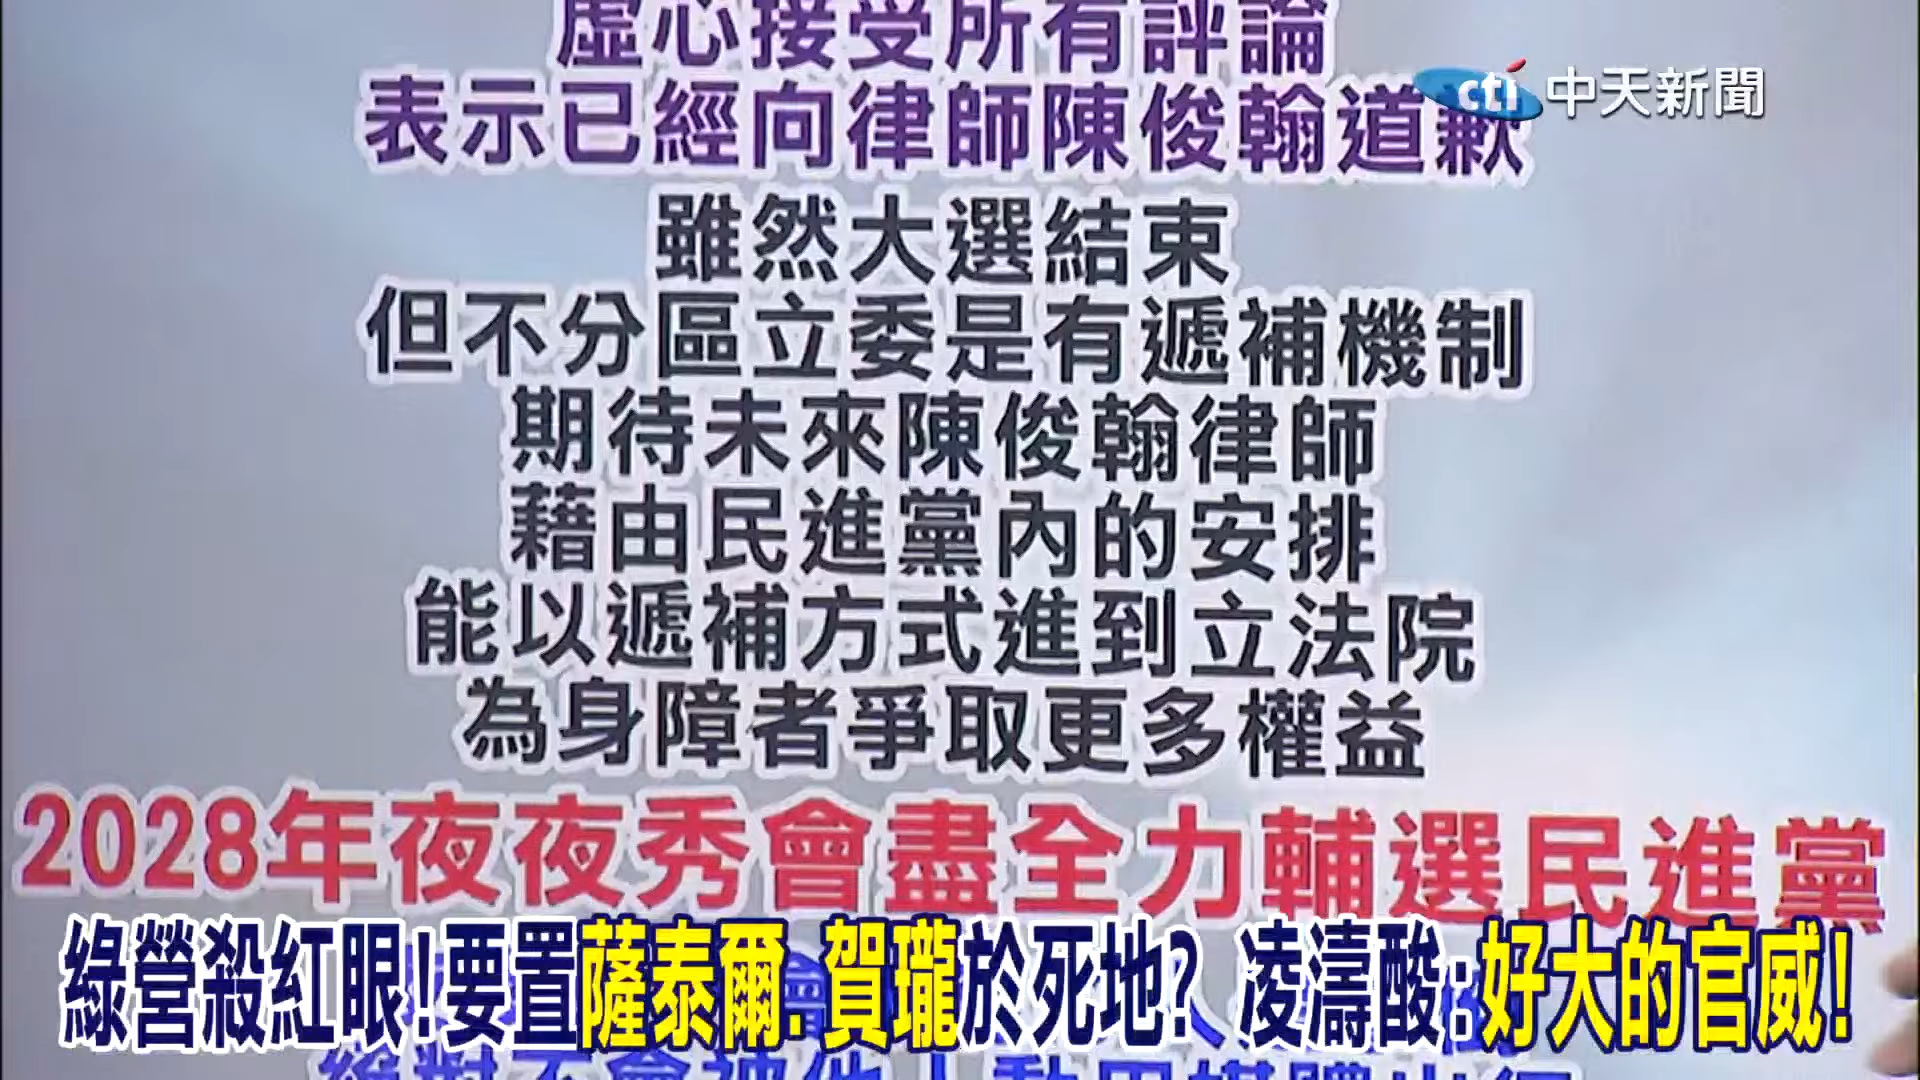 虛心接受所有評論
cti 中天新聞
表示已經向律師陳俊翰道歉
雖然大選結束
但不分區立委是有遞補機制
期待未來陳俊翰律師
藉由民進黨內的安排
能以遞補方式進到立法院
為身障者爭取更多權益
2028年夜夜秀會盡全力輔選民進黨
綠營殺紅眼!要置薩泰爾.賀瓏於死地? 凌濤酸:好大的官威!